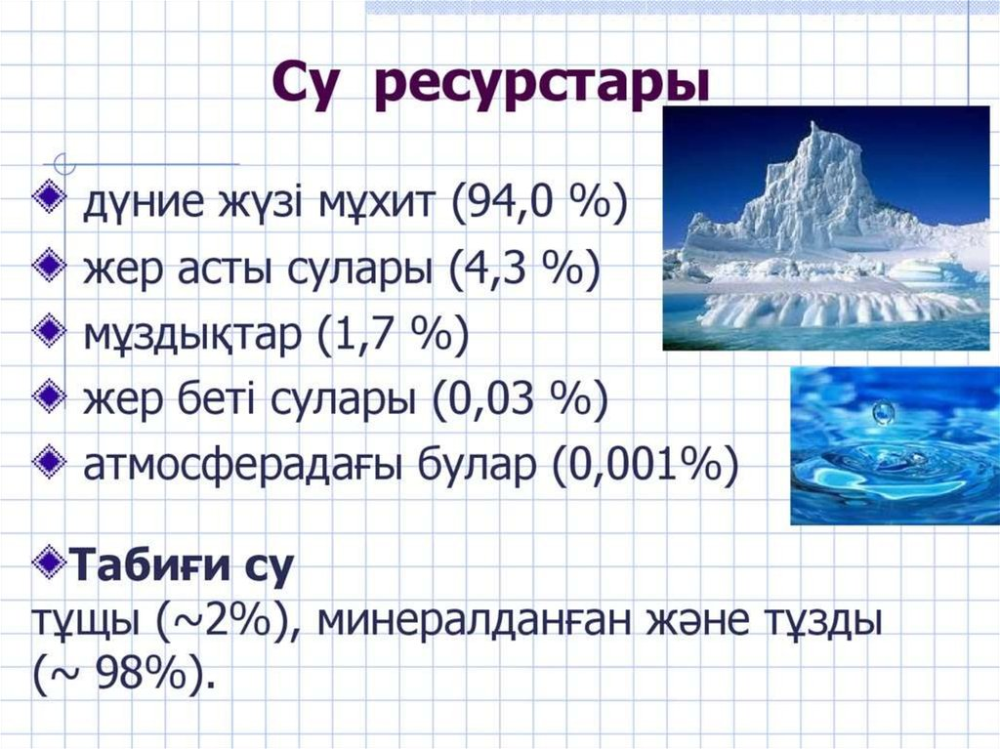 Су ресурстары
дүние жүзі мұхит (94,0 %)
жер асты сулары (4,3 %)
мұздықтар (1,7 %)
жер беті сулары (0,03 %)
атмосферадағы булар (0,001%)
Табиғи су
тұщы (~2%), минералданған және тұзды
(~ 98%).